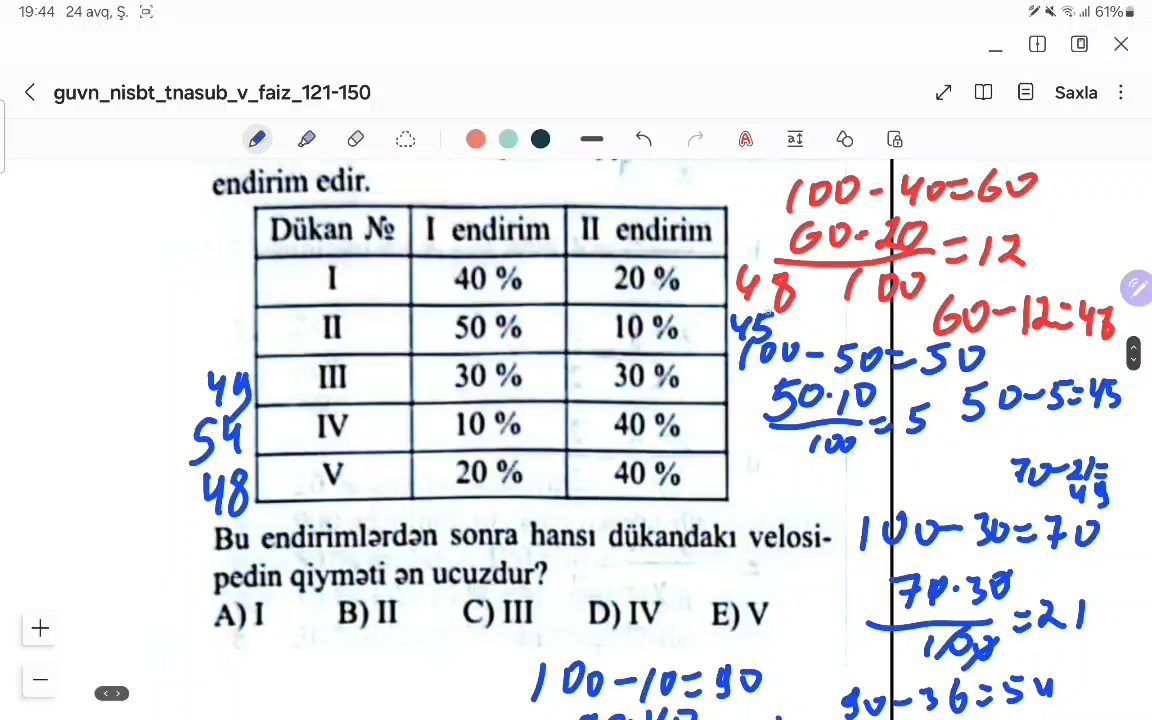 19:44 24 avq, Ş. 61%
guvn_nisbt_tnasub_v_faiz_121-150 Saxla
endirim edir.
Dükan № I endirim II endirim
I 40 % 20 %
II 50 % 10 %
III 30 % 30 %
IV 10 % 40 %
V 20 % 40 %
49
54
48
Bu endirimlərdən sonra hansı dükandakı velosi-
pedin qiyməti ən ucuzdur?
A) I B) II C) III D) IV E) V
100-40=60
60·20
100
=12
48
60-12=48
45
100-50=50
50·10
100
=5
50-5=45
70-21=
49
100-30=70
70·30
100
=21
100-10=90
90-36=54